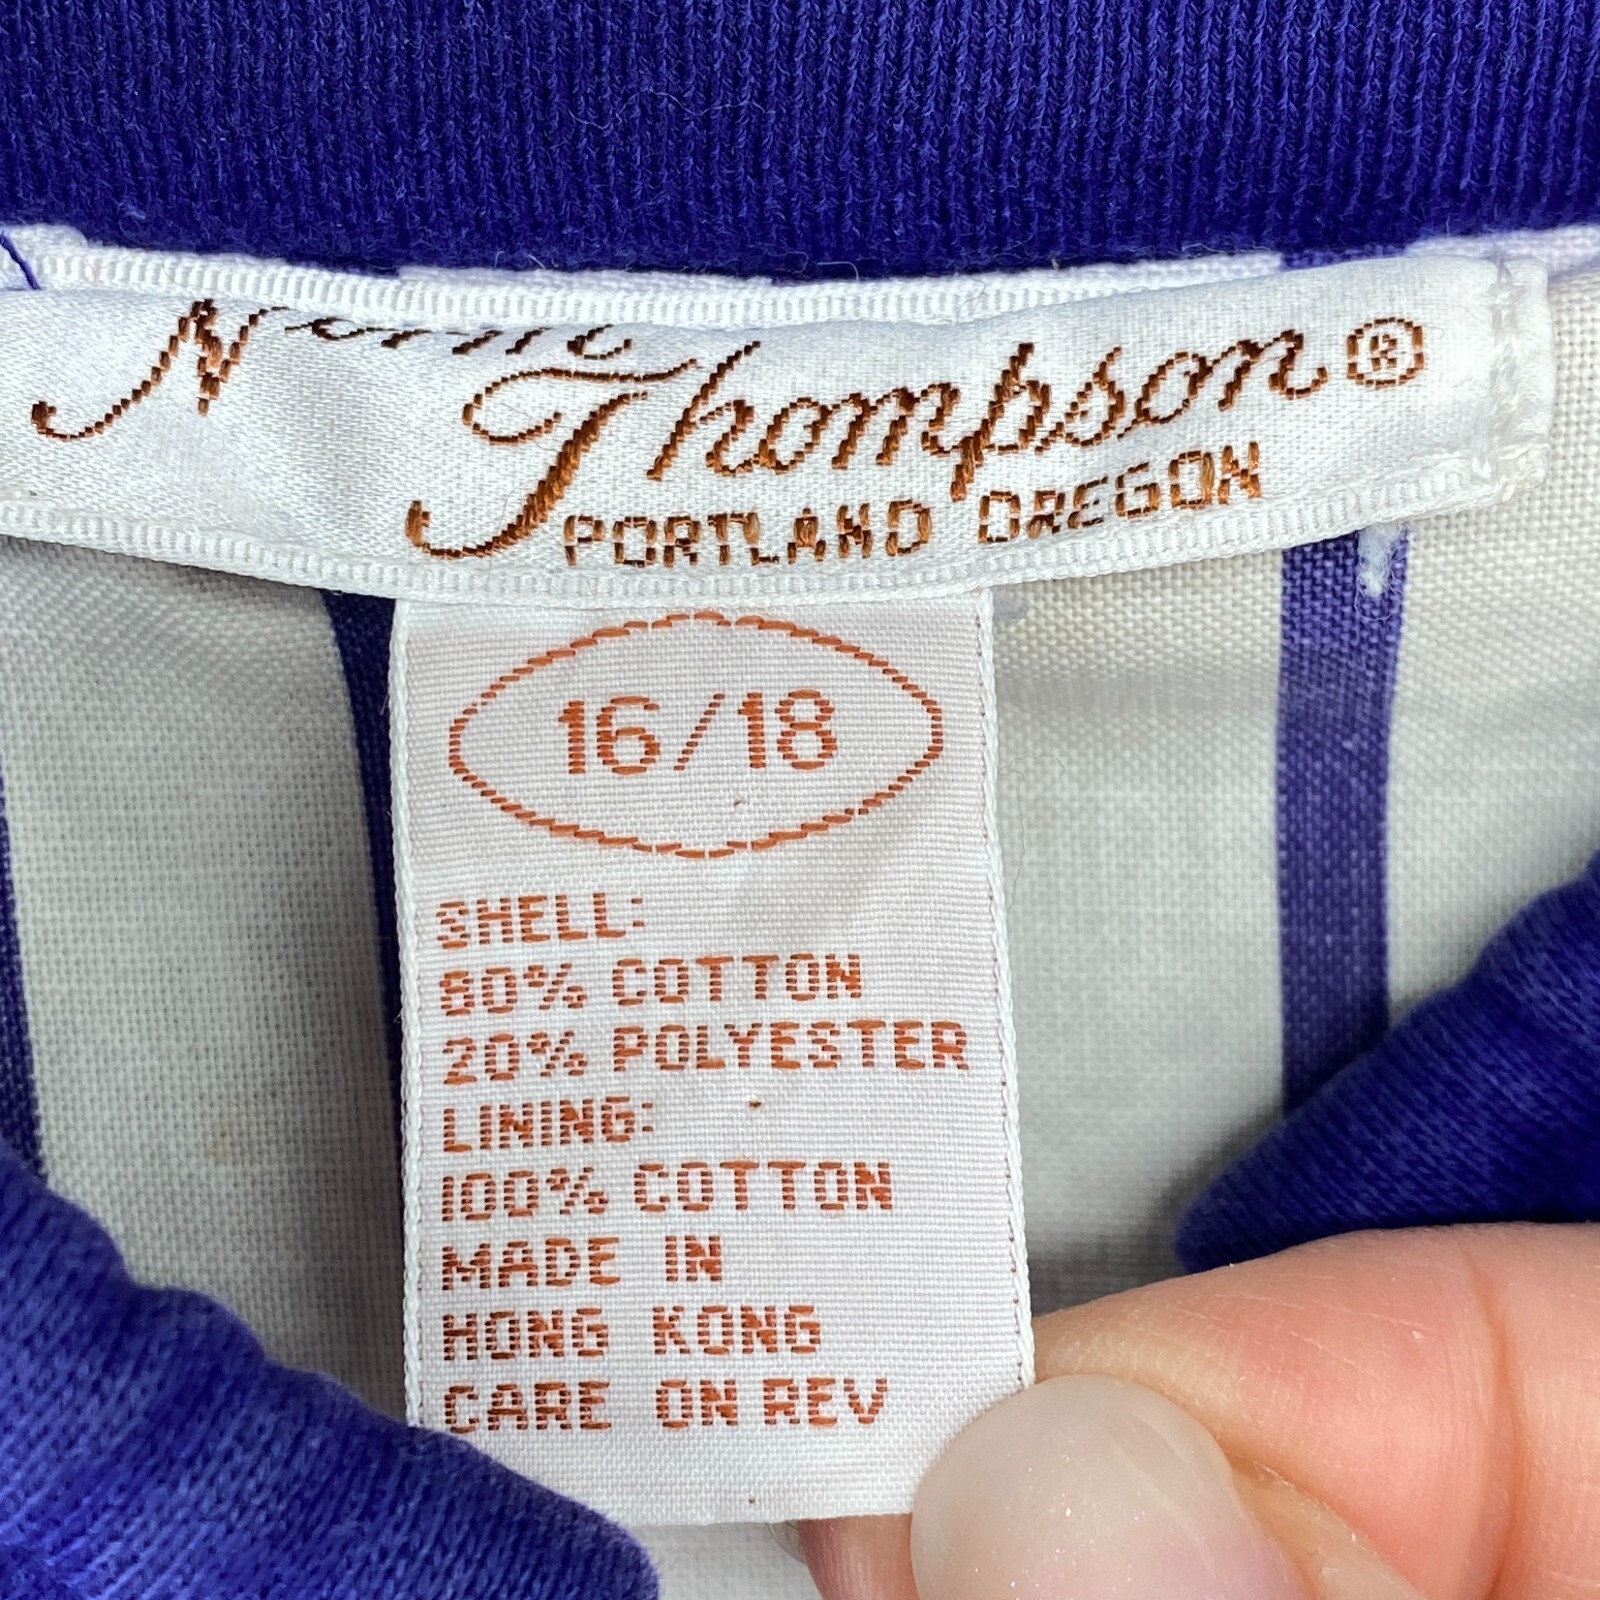 Norm
Thompson®
PORTLAND OREGON
16/18
SHELL:
80% COTTON
20% POLYESTER
LINING:
100% COTTON
MADE IN
HONG KONG
CARE ON REV